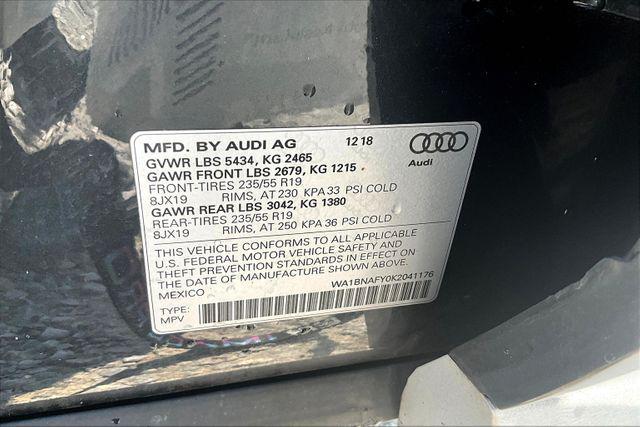 MFD. BY AUDI AG 12 18
Audi
GVWR LBS 5434, KG 2465
GAWR FRONT LBS 2679, KG 1215
FRONT-TIRES 235/55 R19
8JX19 RIMS, AT 230 KPA 33 PSI COLD
GAWR REAR LBS 3042, KG 1380
REAR-TIRES 235/55 R19
8JX19 RIMS, AT 250 KPA 36 PSI COLD
THIS VEHICLE CONFORMS TO ALL APPLICABLE
U.S. FEDERAL MOTOR VEHICLE SAFETY AND
THEFT PREVENTION STANDARDS IN EFFECT ON
THE DATE OF MANUFACTURE SHOWN ABOVE.
MEXICO WA1BNAFY0K2041176
TYPE:
MPV